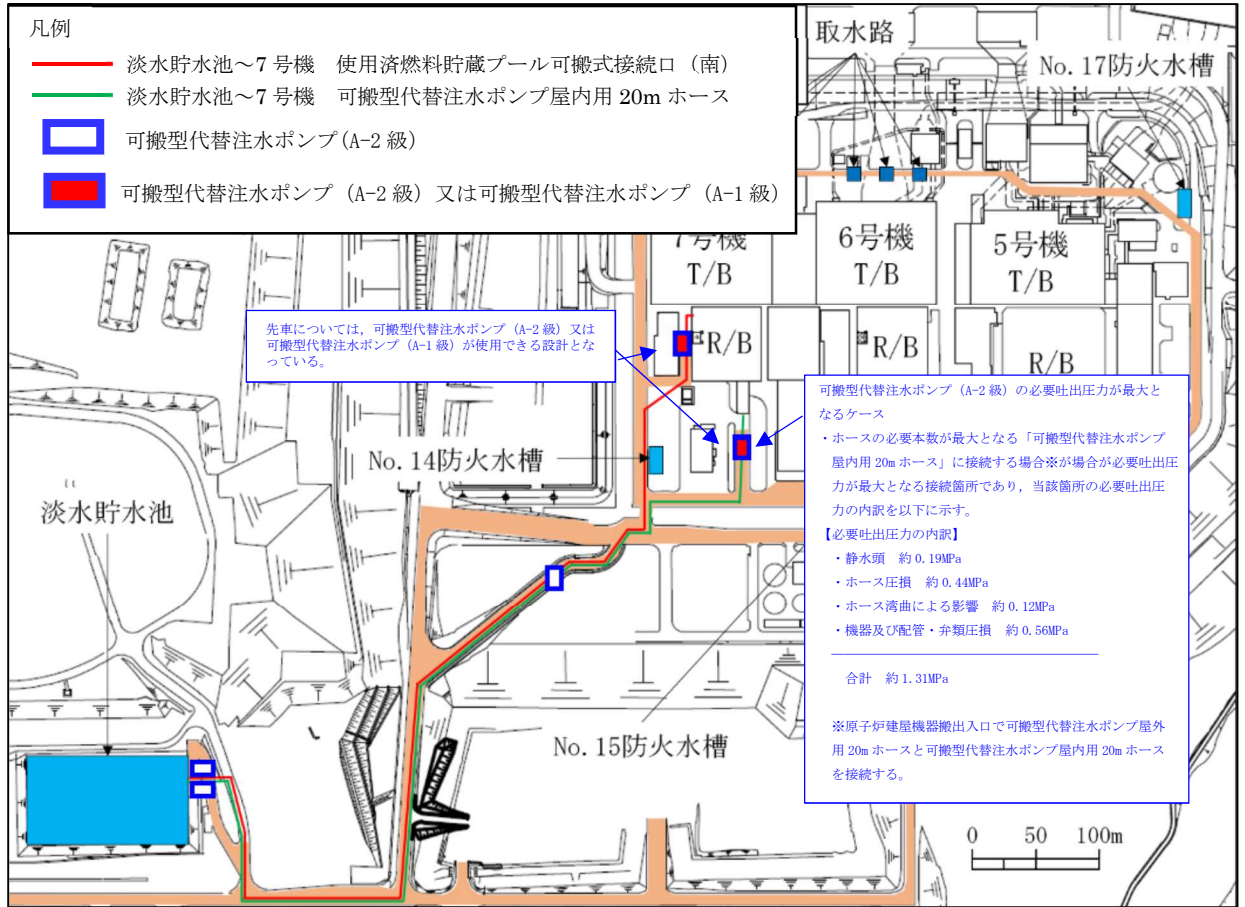 凡例
淡水貯水池～7 号機 使用済燃料貯蔵プール可搬式接続口（南）
淡水貯水池～7 号機 可搬型代替注水ポンプ屋内用 20m ホース
可搬型代替注水ポンプ(A-2 級)
可搬型代替注水ポンプ（A-2 級）又は可搬型代替注水ポンプ（A-1 級）
取水路
No.17防火水槽
7号機
T/B
6号機
T/B
5号機
T/B
R/B
R/B
R/B
先車については，可搬型代替注水ポンプ（A-2 級）又は
可搬型代替注水ポンプ（A-1 級）が使用できる設計とな
っている。
No.14防火水槽
淡水貯水池
No.15防火水槽
可搬型代替注水ポンプ（A-2 級）の必要吐出圧力が最大と
なるケース
・ホースの必要本数が最大となる「可搬型代替注水ポンプ
屋内用 20m ホース」に接続する場合※が場合が必要吐出圧
力が最大となる接続箇所であり，当該箇所の必要吐出圧
力の内訳を以下に示す。
【必要吐出圧力の内訳】
・静水頭 約 0.19MPa
・ホース圧損 約 0.44MPa
・ホース湾曲による影響 約 0.12MPa
・機器及び配管・弁類圧損 約 0.56MPa
合計 約 1.31MPa
※原子炉建屋機器搬出入口で可搬型代替注水ポンプ屋外
用 20m ホースと可搬型代替注水ポンプ屋内用 20m ホース
を接続する。
0 50 100m